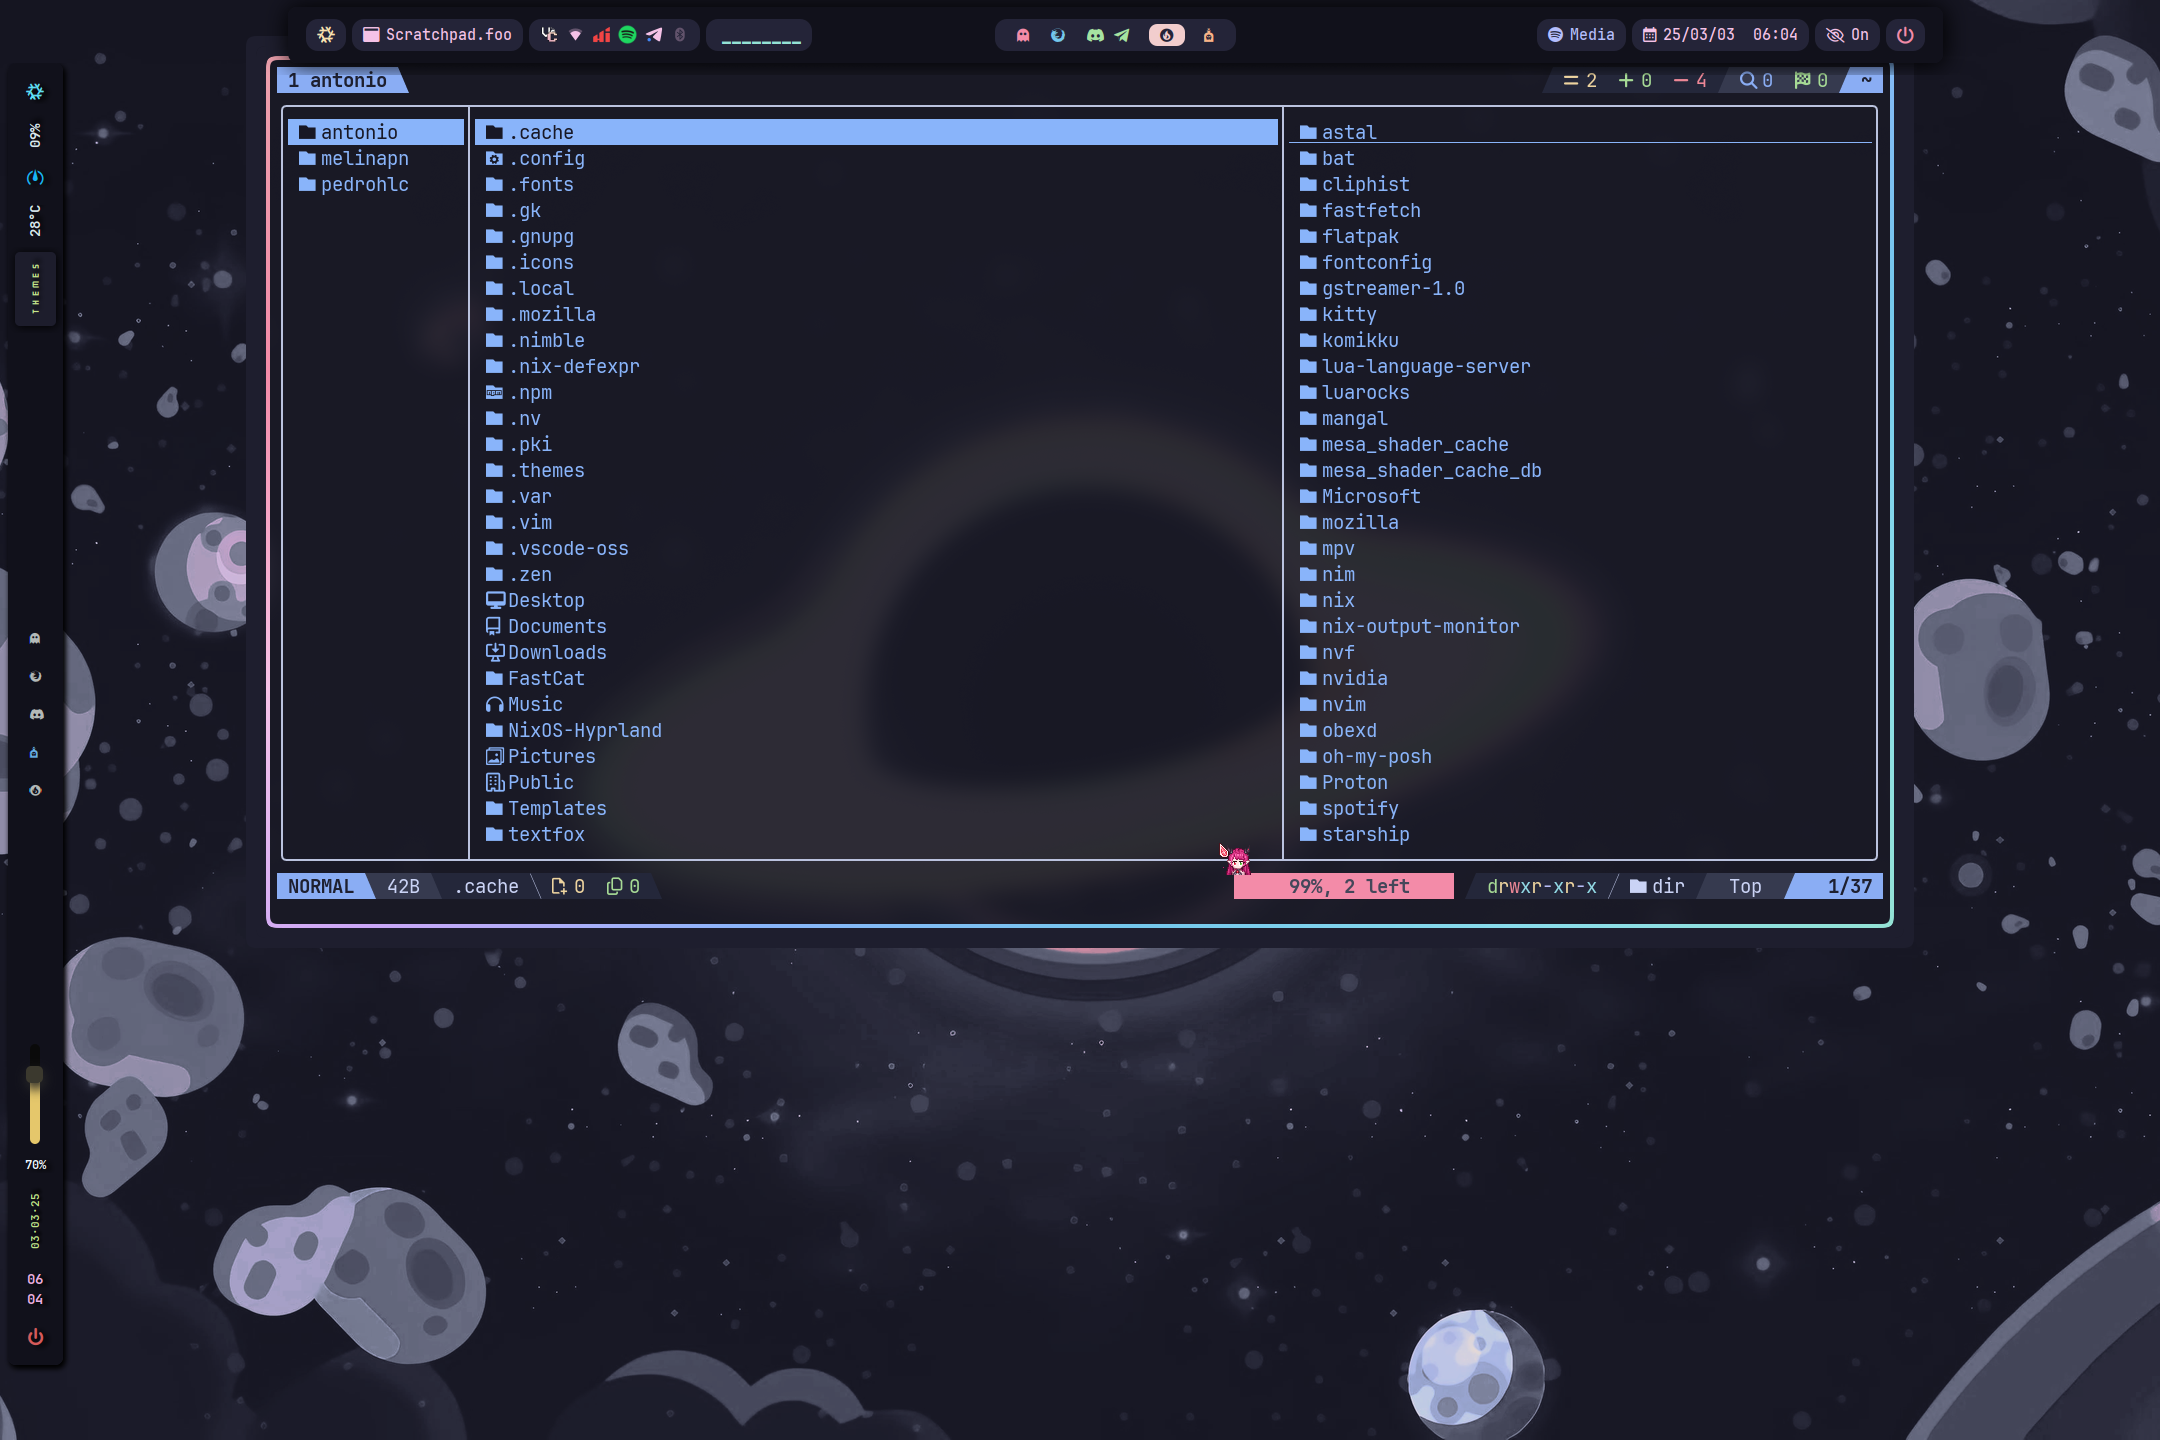 Scratchpad.foo
Media
25/03/03 06:04
On
1 antonio
= 2 + 0 − 4
0
0
~
09%
28°C
THEMES
70%
03·03·25
06
04
antonio
melinapn
pedrohlc
.cache
.config
.fonts
.gk
.gnupg
.icons
.local
.mozilla
.nimble
.nix-defexpr
.npm
.nv
.pki
.themes
.var
.vim
.vscode-oss
.zen
Desktop
Documents
Downloads
FastCat
Music
NixOS-Hyprland
Pictures
Public
Templates
textfox
astal
bat
cliphist
fastfetch
flatpak
fontconfig
gstreamer-1.0
kitty
komikku
lua-language-server
luarocks
mangal
mesa_shader_cache
mesa_shader_cache_db
Microsoft
mozilla
mpv
nim
nix
nix-output-monitor
nvf
nvidia
nvim
obexd
oh-my-posh
Proton
spotify
starship
NORMAL 42B .cache 0 0
99%, 2 left
drwxr-xr-x dir Top 1/37